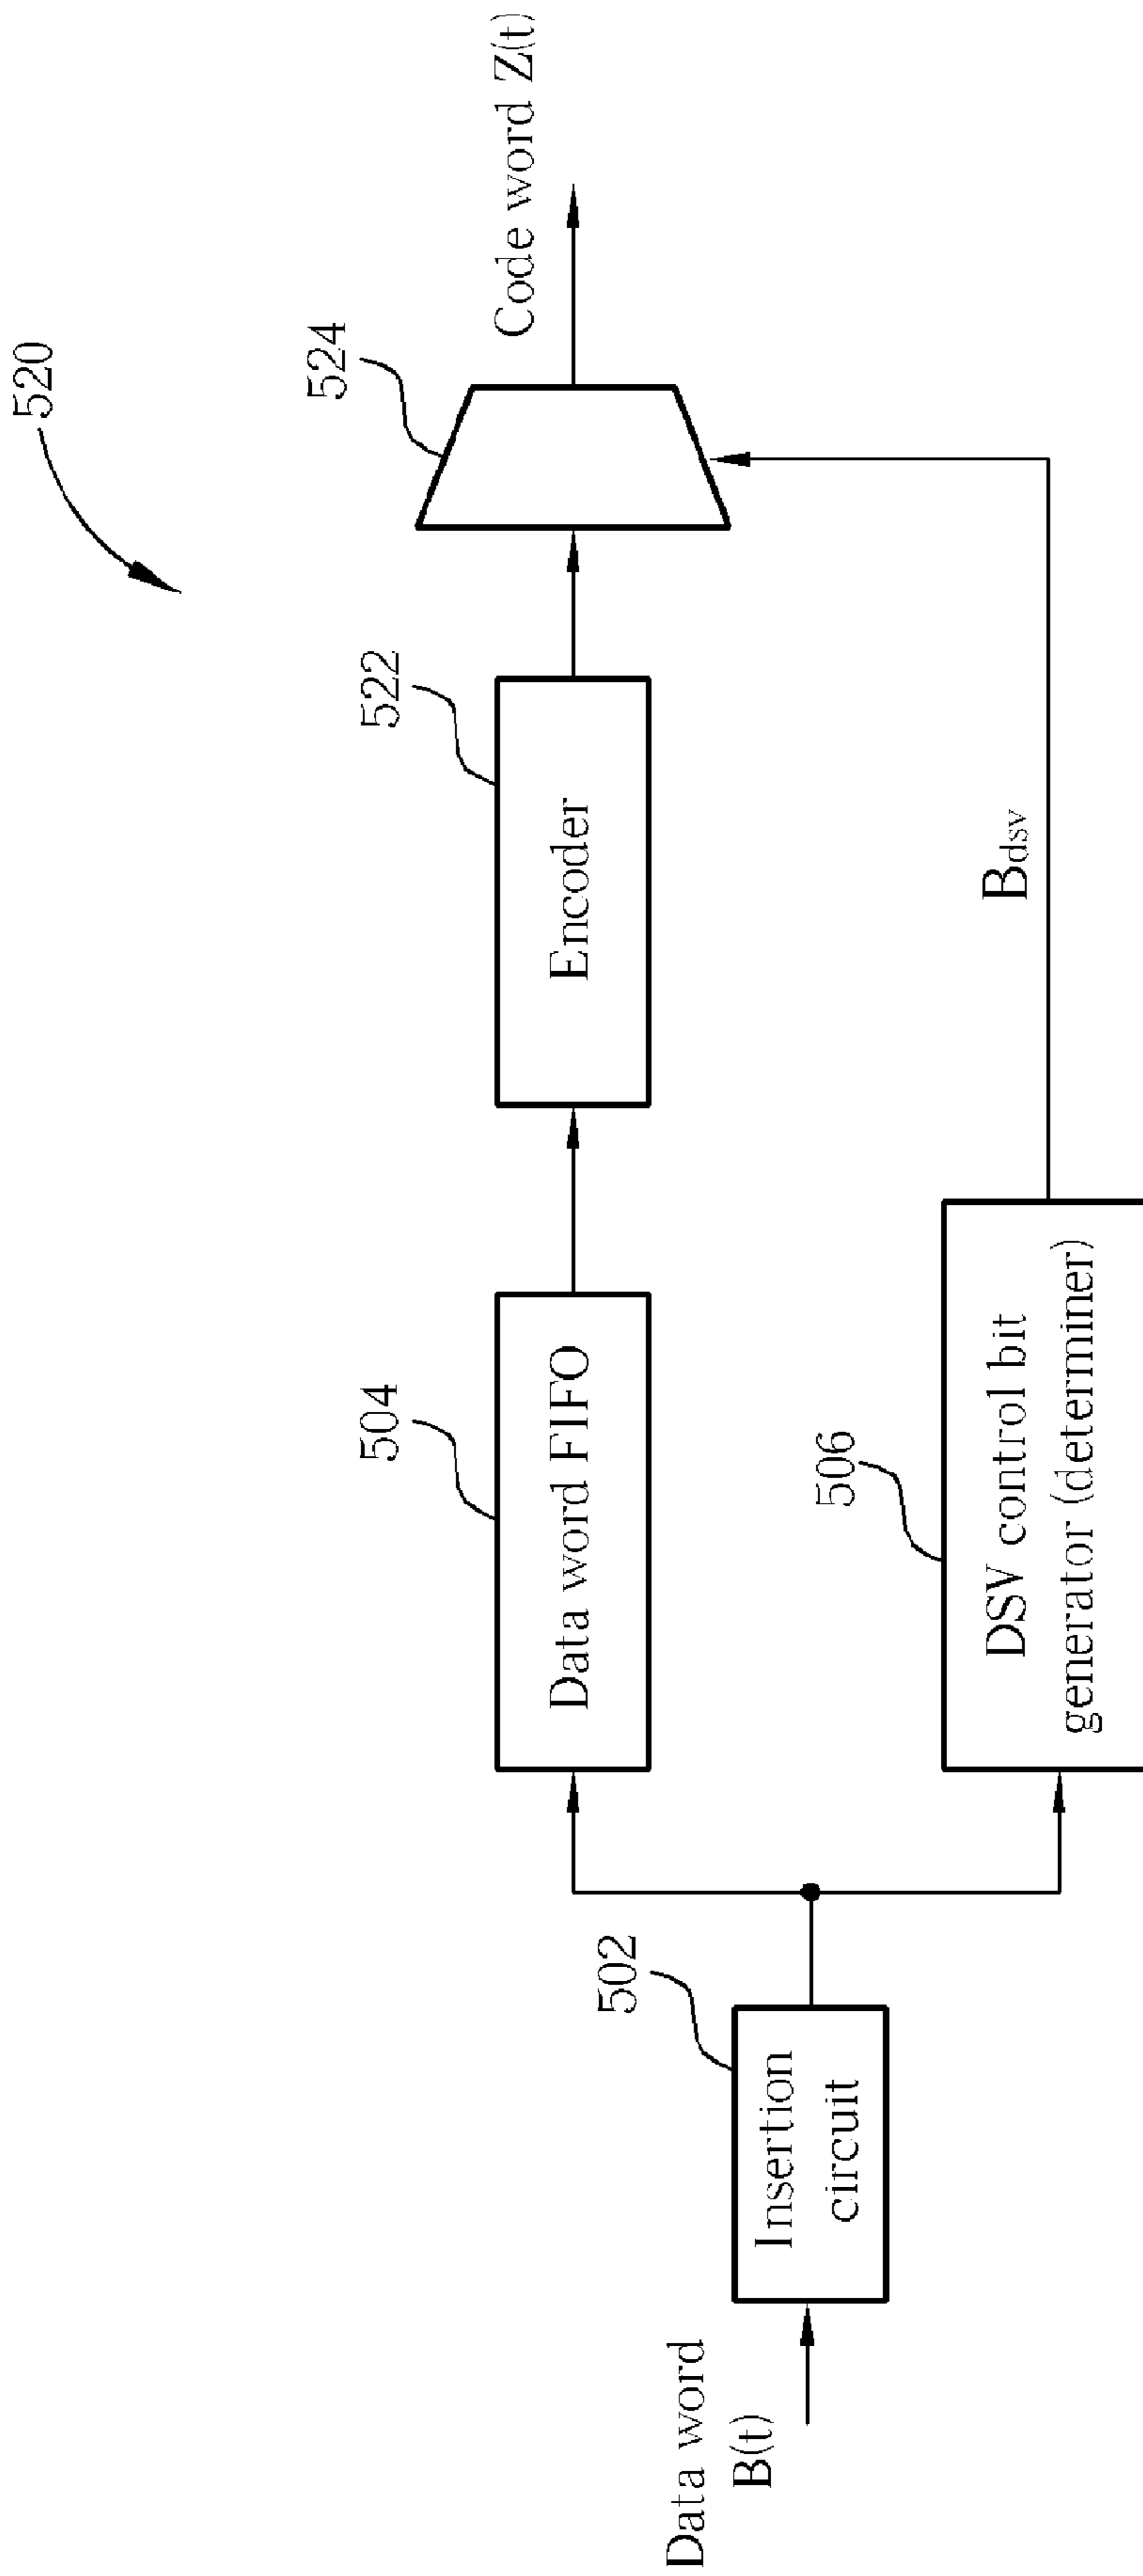 520
Data word
B(t)
502
Insertion
circuit
504
Data word FIFO
522
Encoder
524
Code word Z(t)
506
DSV control bit
generator (determiner)
Bdsv